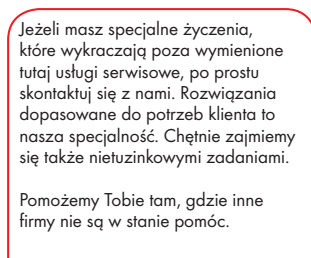 Jeżeli masz specjalne życzenia,
które wykraczają poza wymienione
tutaj usługi serwisowe, po prostu
skontaktuj się z nami. Rozwiązania
dopasowane do potrzeb klienta to
nasza specjalność. Chętnie zajmiemy
się także nietuzinkowymi zadaniami.
Pomożemy Tobie tam, gdzie inne
firmy nie są w stanie pomóc.